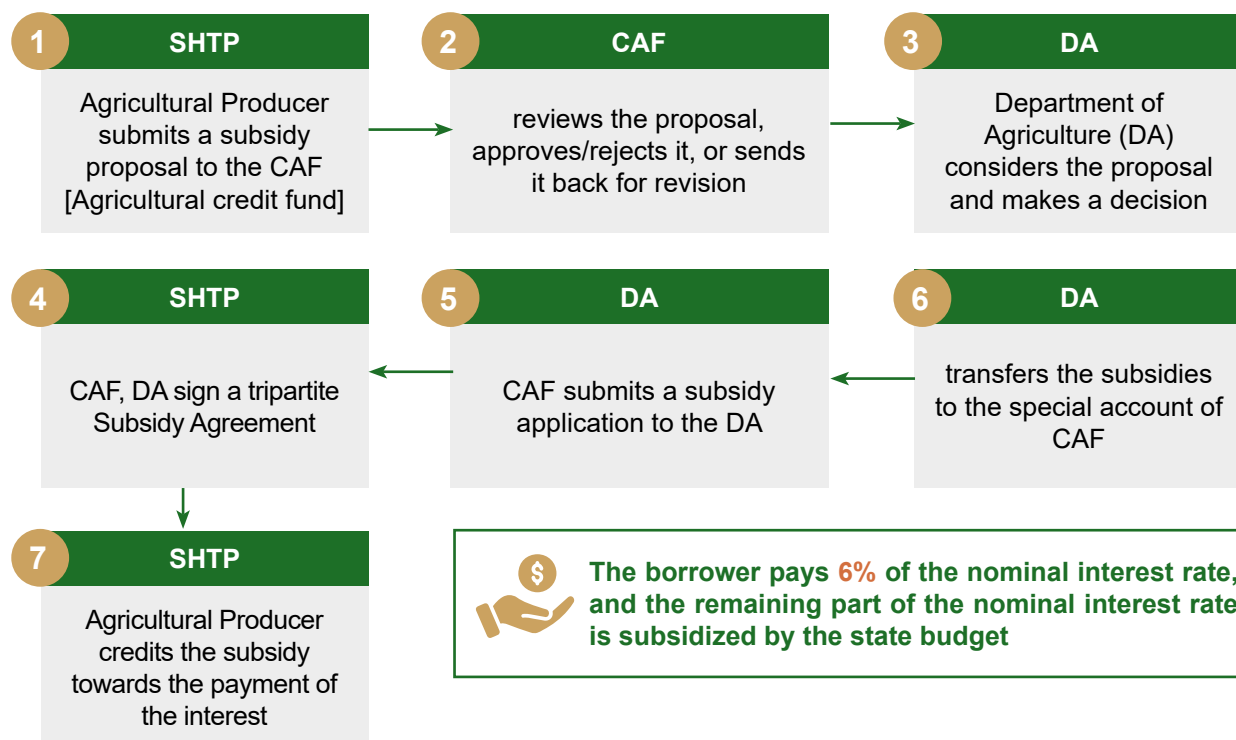 1
SHTP
Agricultural Producer
submits a subsidy
proposal to the CAF
[Agricultural credit fund]
2
CAF
reviews the proposal,
approves/rejects it, or sends
it back for revision
3
DA
Department of
Agriculture (DA)
considers the proposal
and makes a decision
4
SHTP
CAF, DA sign a tripartite
Subsidy Agreement
5
DA
CAF submits a subsidy
application to the DA
6
DA
transfers the subsidies
to the special account of
CAF
7
SHTP
Agricultural Producer
credits the subsidy
towards the payment of
the interest
$
The borrower pays 6% of the nominal interest rate,
and the remaining part of the nominal interest rate
is subsidized by the state budget